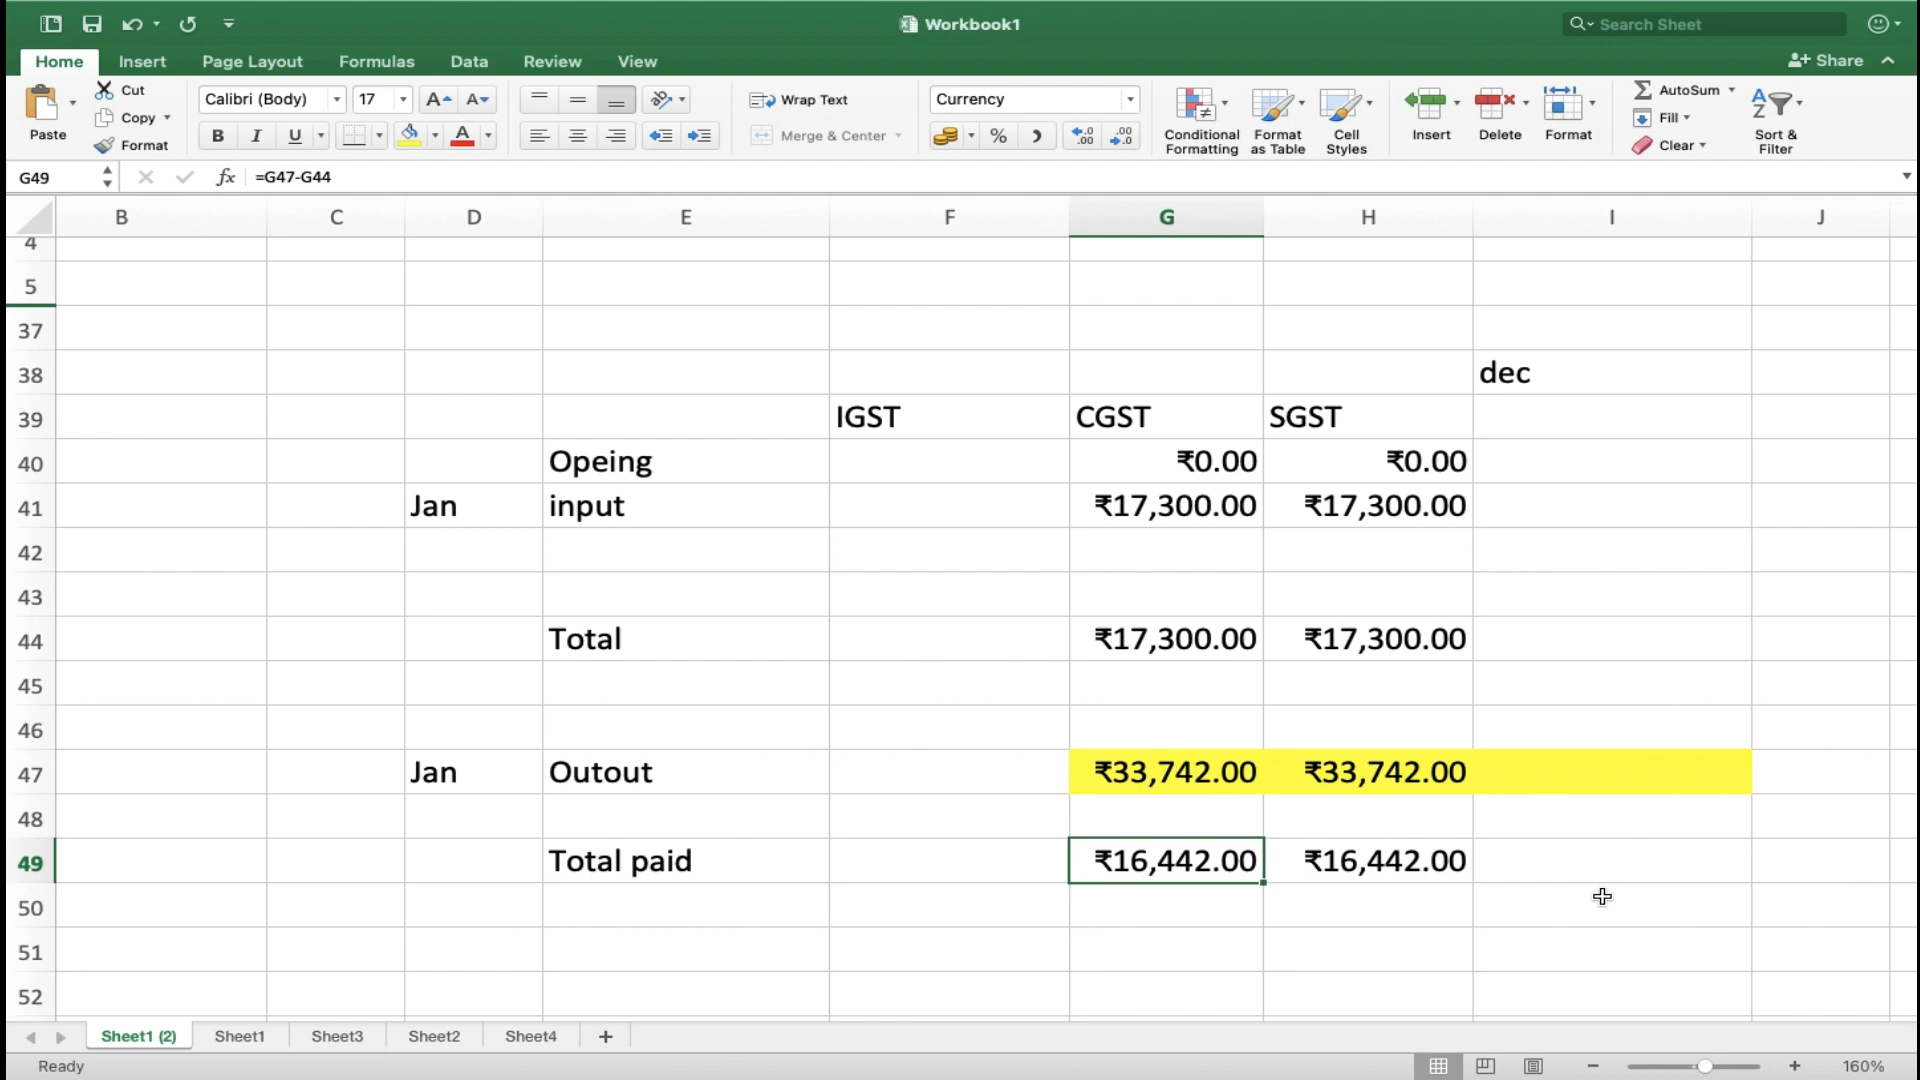 Workbook1
Search Sheet
Home Insert Page Layout Formulas Data Review View
Share
Paste
Cut
Copy
Format
Calibri (Body) 17
A A
B I U A
Wrap Text
Merge & Center
Currency
% .0 .00 .00 .0
Conditional Formatting
Format as Table
Cell Styles
Insert Delete Format
AutoSum
Fill
Clear
Sort & Filter
G49 fx =G47-G44
B C D E F G H I J
4
5
37
38 dec
39 IGST CGST SGST
40 Opeing ₹0.00 ₹0.00
41 Jan input ₹17,300.00 ₹17,300.00
42
43
44 Total ₹17,300.00 ₹17,300.00
45
46
47 Jan Outout ₹33,742.00 ₹33,742.00
48
49 Total paid ₹16,442.00 ₹16,442.00
50
51
52
Sheet1 (2) Sheet1 Sheet3 Sheet2 Sheet4 +
Ready 160%